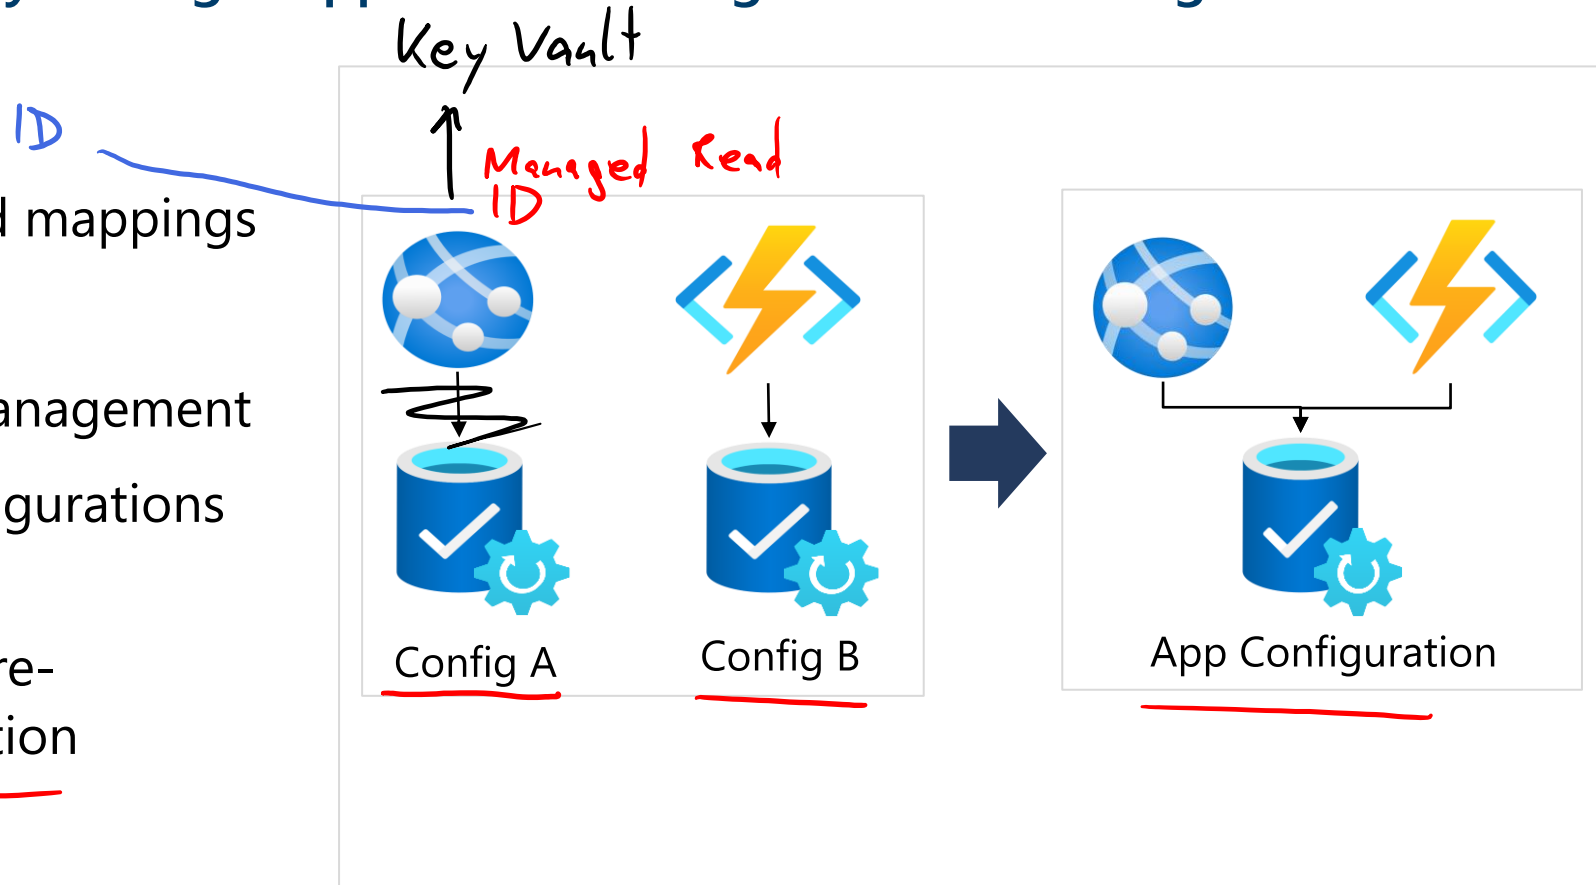 Key Vault
ID
Managed Read
ID
d mappings
anagement
gurations
re-
tion
Config A
Config B
App Configuration